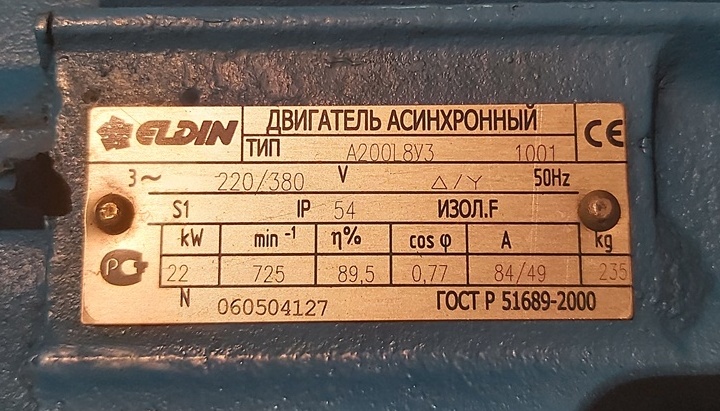 ELDIN ДВИГАТЕЛЬ АСИНХРОННЫЙ CE
ТИП А200L8У3 1001
3~ 220/380 V Δ/Y 50Hz
S1 IP 54 ИЗОЛ.F
kW min⁻¹ η% cos φ A kg
22 725 89,5 0,77 84/49 235
N 060504127 ГОСТ Р 51689-2000